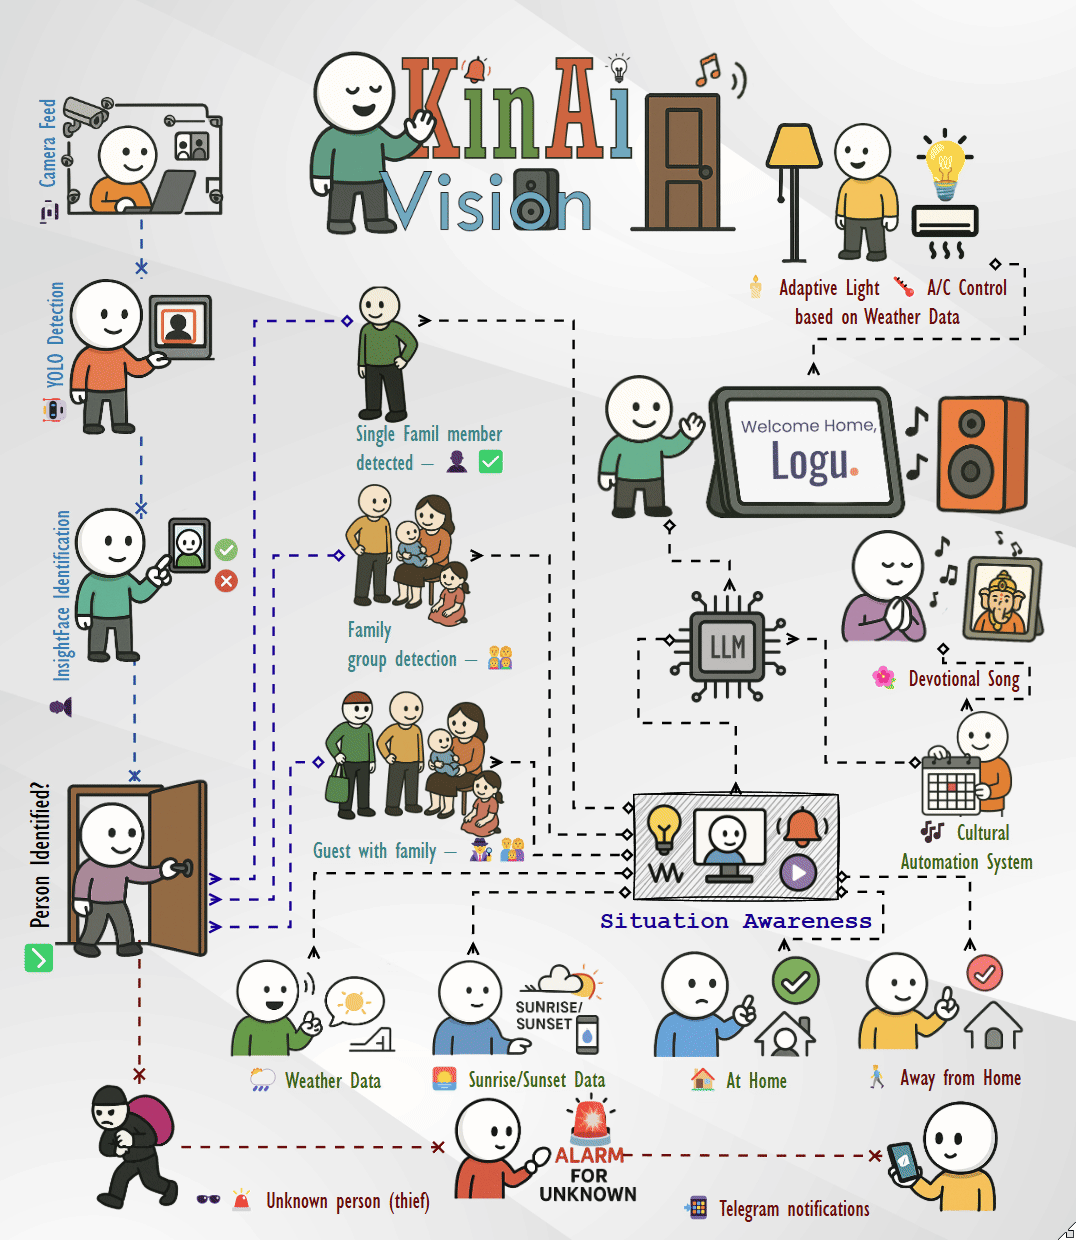 KinAi
Vision
Camera Feed
Adaptive Light A/C Control
based on Weather Data
YOLO Detection
Single Famil member
detected –
Welcome Home,
Logu.
InsightFace Identification
Family
group detection –
LLM
Devotional Song
Guest with family –
Cultural
Automation System
Person Identified?
Situation Awareness
SUNRISE/
SUNSET
Weather Data
Sunrise/Sunset Data
At Home
Away from Home
ALARM
FOR
UNKNOWN
Unknown person (thief)
Telegram notifications